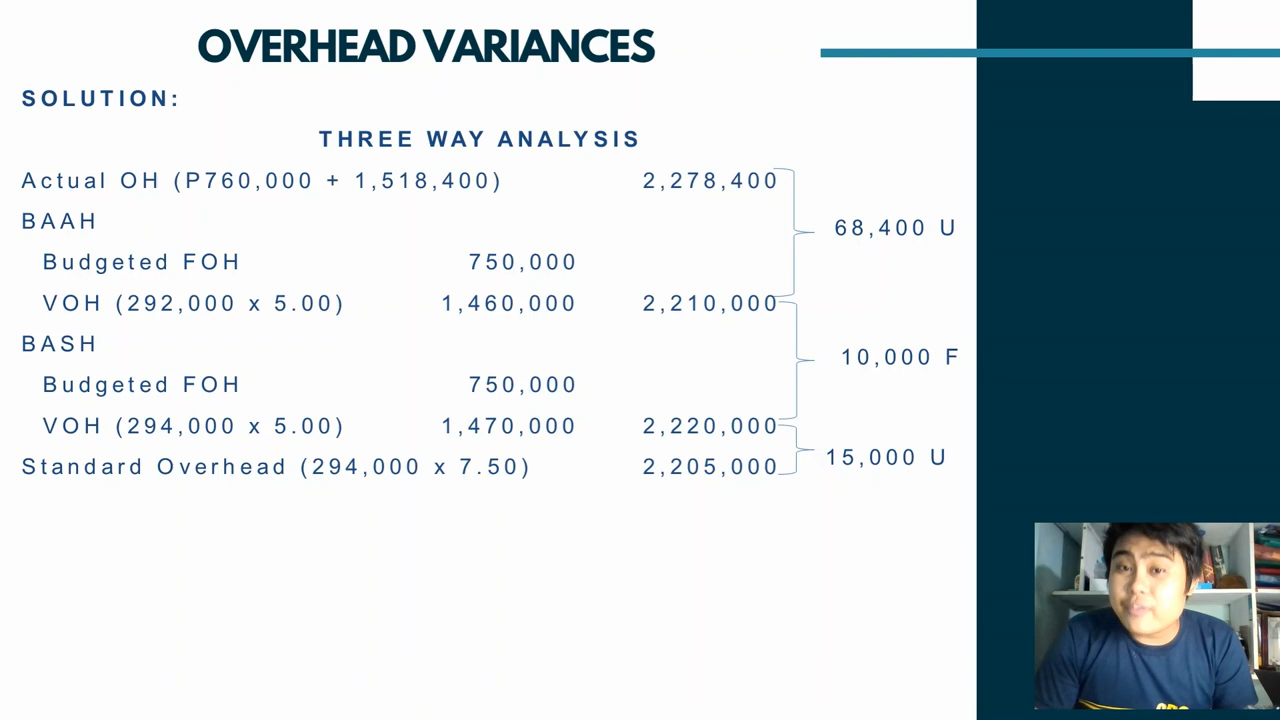 OVERHEAD VARIANCES
SOLUTION:
THREE WAY ANALYSIS
Actual OH (P760,000 + 1,518,400) 2,278,400
68,400 U
BAAH
Budgeted FOH 750,000
VOH (292,000 x 5.00) 1,460,000 2,210,000
10,000 F
BASH
Budgeted FOH 750,000
VOH (294,000 x 5.00) 1,470,000 2,220,000
15,000 U
Standard Overhead (294,000 x 7.50) 2,205,000